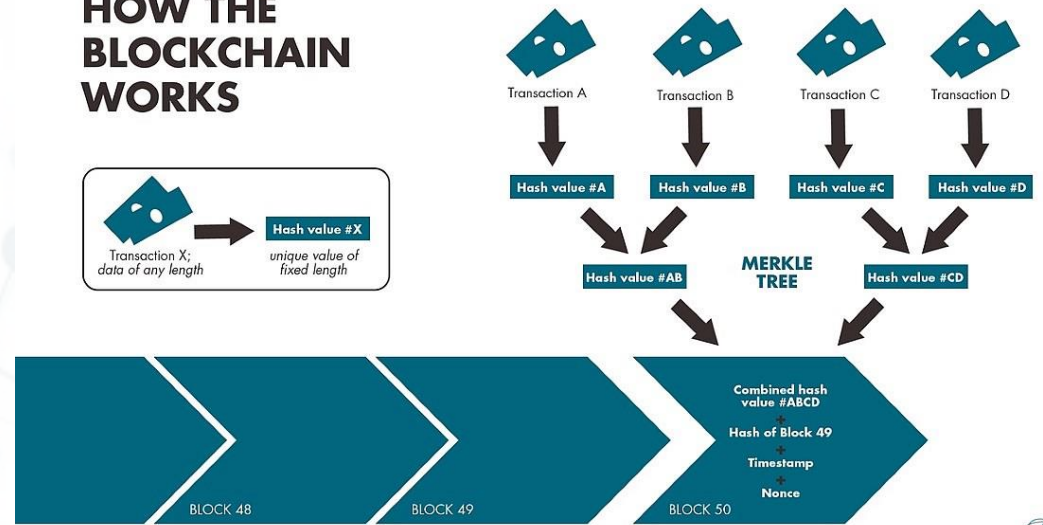 HOW THE
BLOCKCHAIN
WORKS
Transaction X;
data of any length
Hash value #X
unique value of
fixed length
Transaction A
Transaction B
Transaction C
Transaction D
Hash value #A
Hash value #B
Hash value #C
Hash value #D
Hash value #AB
MERKLE
TREE
Hash value #CD
BLOCK 48
BLOCK 49
Combined hash
value #ABCD
+
Hash of Block 49
+
Timestamp
+
Nonce
BLOCK 50